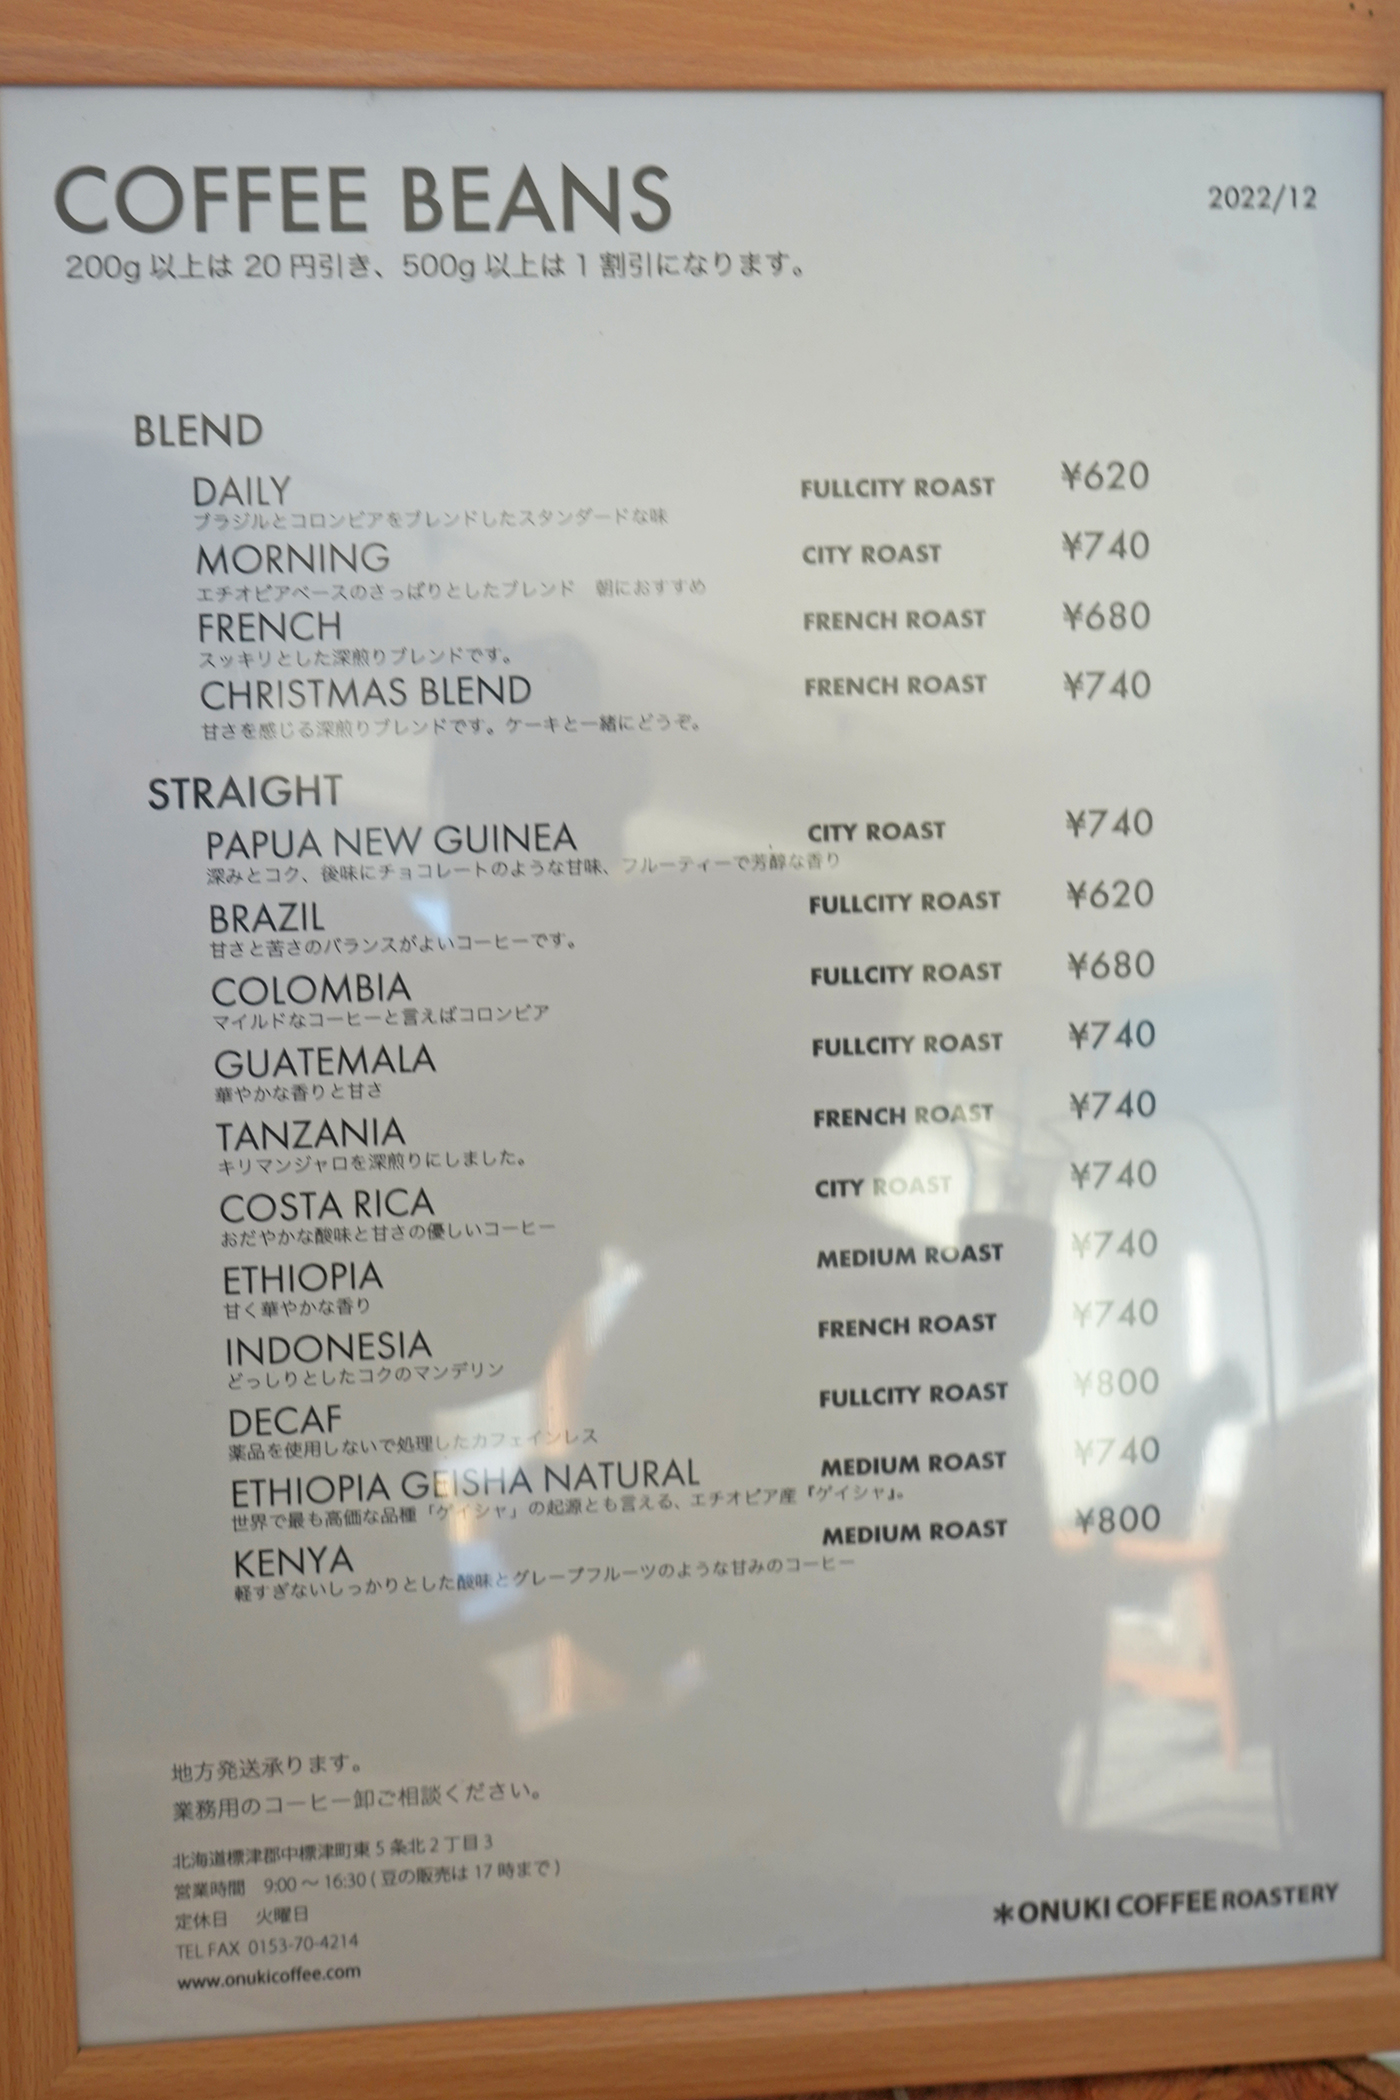 COFFEE BEANS
2022/12
200g 以上は 20 円引き、500g 以上は 1 割引になります。
BLEND
DAILY FULLCITY ROAST ¥620
ブラジルとコロンビアをブレンドしたスタンダードな味
MORNING CITY ROAST ¥740
エチオピアベースのさっぱりとしたブレンド 朝におすすめ
FRENCH FRENCH ROAST ¥680
スッキリとした深煎りブレンドです。
CHRISTMAS BLEND FRENCH ROAST ¥740
甘さを感じる深煎りブレンドです。ケーキと一緒にどうぞ。
STRAIGHT
PAPUA NEW GUINEA CITY ROAST ¥740
深みとコク、後味にチョコレートのような甘味、フルーティーで芳醇な香り
BRAZIL FULLCITY ROAST ¥620
甘さと苦さのバランスがよいコーヒーです。
COLOMBIA FULLCITY ROAST ¥680
マイルドなコーヒーと言えばコロンビア
GUATEMALA FULLCITY ROAST ¥740
華やかな香りと甘さ
TANZANIA FRENCH ROAST ¥740
キリマンジャロを深煎りにしました。
COSTA RICA CITY ROAST ¥740
おだやかな酸味と甘さの優しいコーヒー
ETHIOPIA MEDIUM ROAST ¥740
甘く華やかな香り
INDONESIA FRENCH ROAST ¥740
どっしりとしたコクのマンデリン
DECAF FULLCITY ROAST ¥800
薬品を使用しないで処理したカフェインレス
ETHIOPIA GEISHA NATURAL MEDIUM ROAST ¥740
世界で最も高価な品種「ゲイシャ」の起源とも言える、エチオピア産『ゲイシャ』。
KENYA MEDIUM ROAST ¥800
軽すぎないしっかりとした酸味とグレープフルーツのような甘みのコーヒー
地方発送承ります。
業務用のコーヒー卸ご相談ください。
北海道標津郡中標津町東 5 条北 2 丁目 3
営業時間 9:00 〜 16:30 ( 豆の販売は 17 時まで )
定休日 火曜日
TEL FAX 0153-70-4214
www.onukicoffee.com
＊ONUKI COFFEE ROASTERY